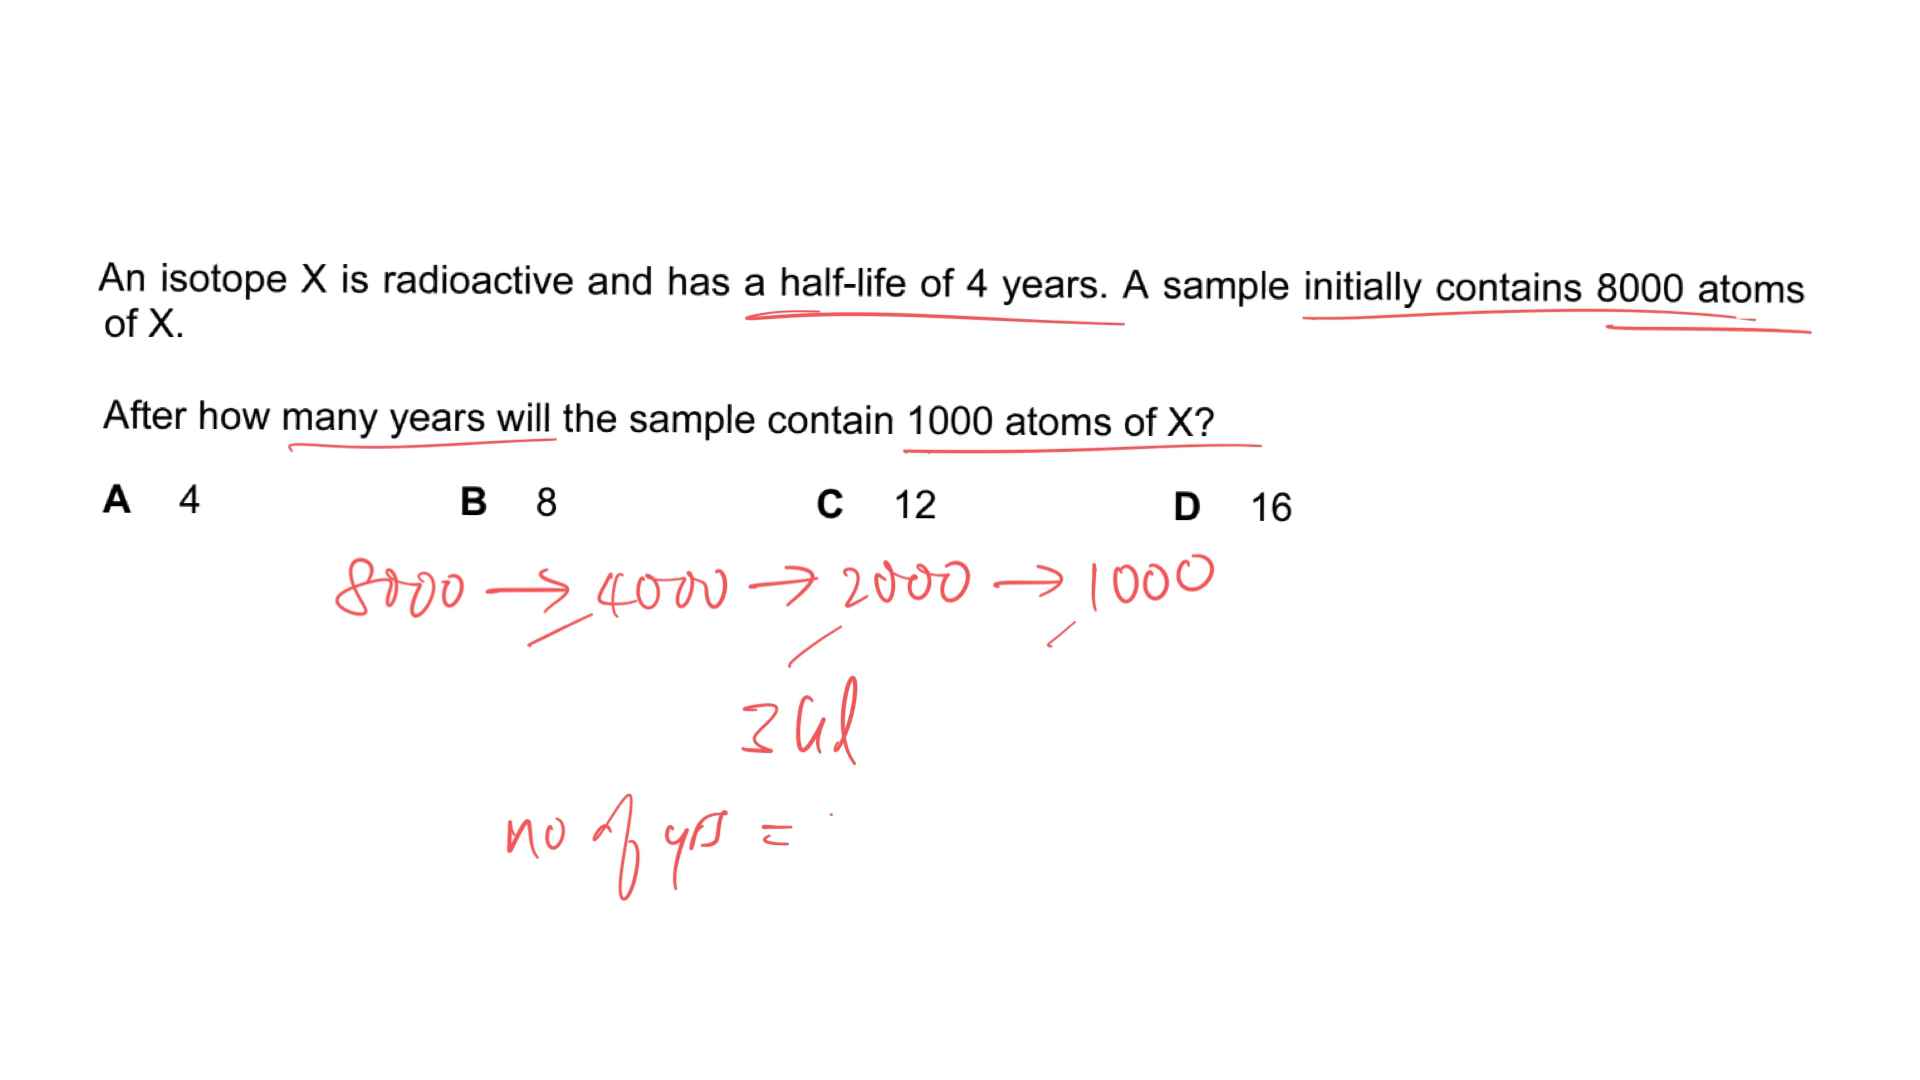 An isotope X is radioactive and has a half-life of 4 years. A sample initially contains 8000 atoms
of X.
After how many years will the sample contain 1000 atoms of X?
A 4 B 8 C 12 D 16
8000 → 4000 → 2000 → 1000
3
no of yrs =